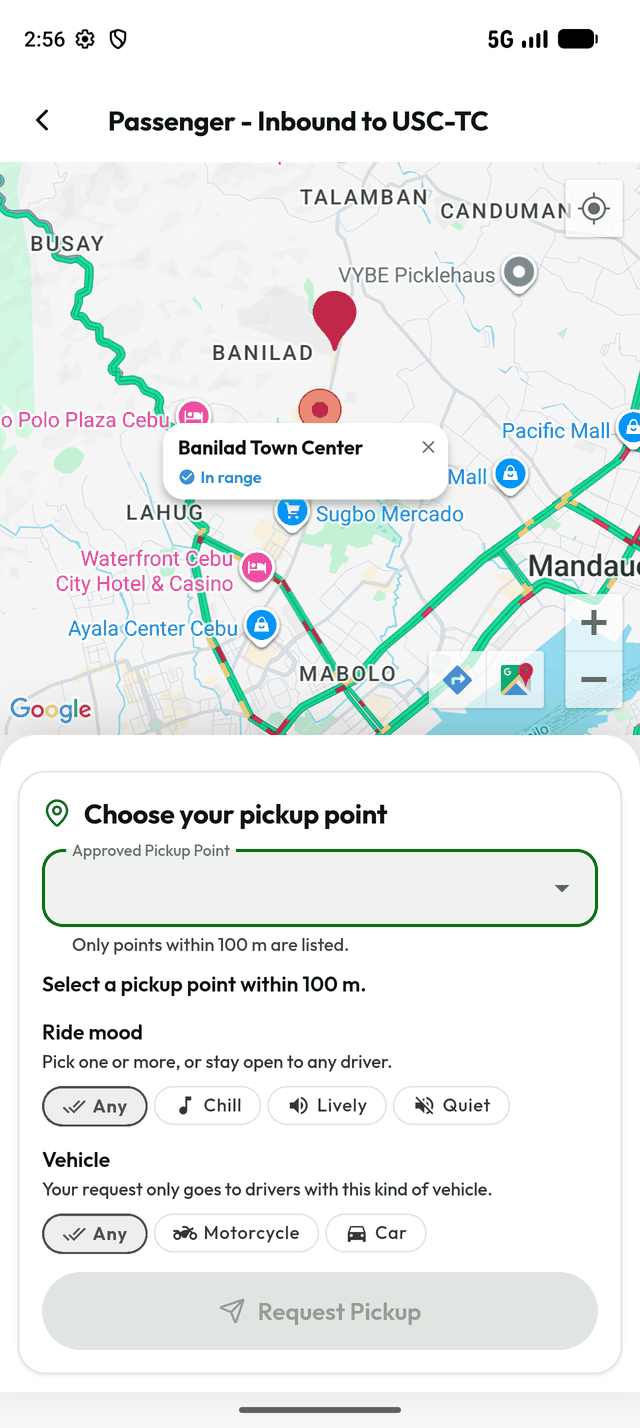 2:56
5G
Passenger - Inbound to USC-TC
TALAMBAN
CANDUMAN
BUSAY
VYBE Picklehaus
BANILAD
o Polo Plaza Cebu
Pacific Mall
Banilad Town Center
In range
Mall
LAHUG
Sugbo Mercado
Waterfront Cebu
City Hotel & Casino
Mandaue
Ayala Center Cebu
MABOLO
G
Google
Choose your pickup point
Approved Pickup Point
Only points within 100 m are listed.
Select a pickup point within 100 m.
Ride mood
Pick one or more, or stay open to any driver.
Any
Chill
Lively
Quiet
Vehicle
Your request only goes to drivers with this kind of vehicle.
Any
Motorcycle
Car
Request Pickup